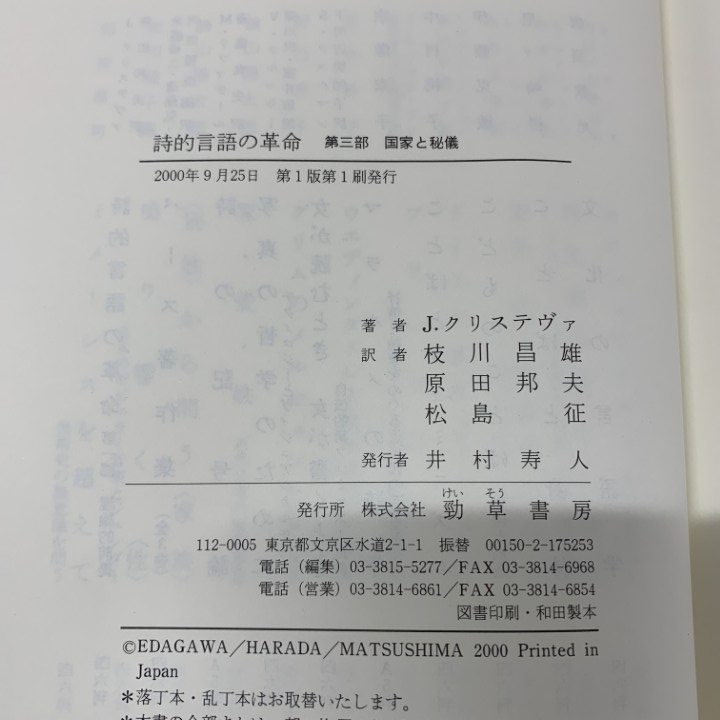 詩的言語の革命　第三部　国家と秘儀
2000年9月25日　第1版第1刷発行
著者　J.クリステヴァ
訳者　枝川昌雄
原田邦夫
松島征
発行者　井村寿人
けい　そう
発行所　株式会社　勁草書房
112-0005 東京都文京区水道2-1-1　振替　00150-2-175253
電話（編集）03-3815-5277／FAX 03-3814-6968
電話（営業）03-3814-6861／FAX 03-3814-6854
図書印刷・和田製本
©EDAGAWA／HARADA／MATSUSHIMA 2000 Printed in
Japan
＊落丁本・乱丁本はお取替いたします。